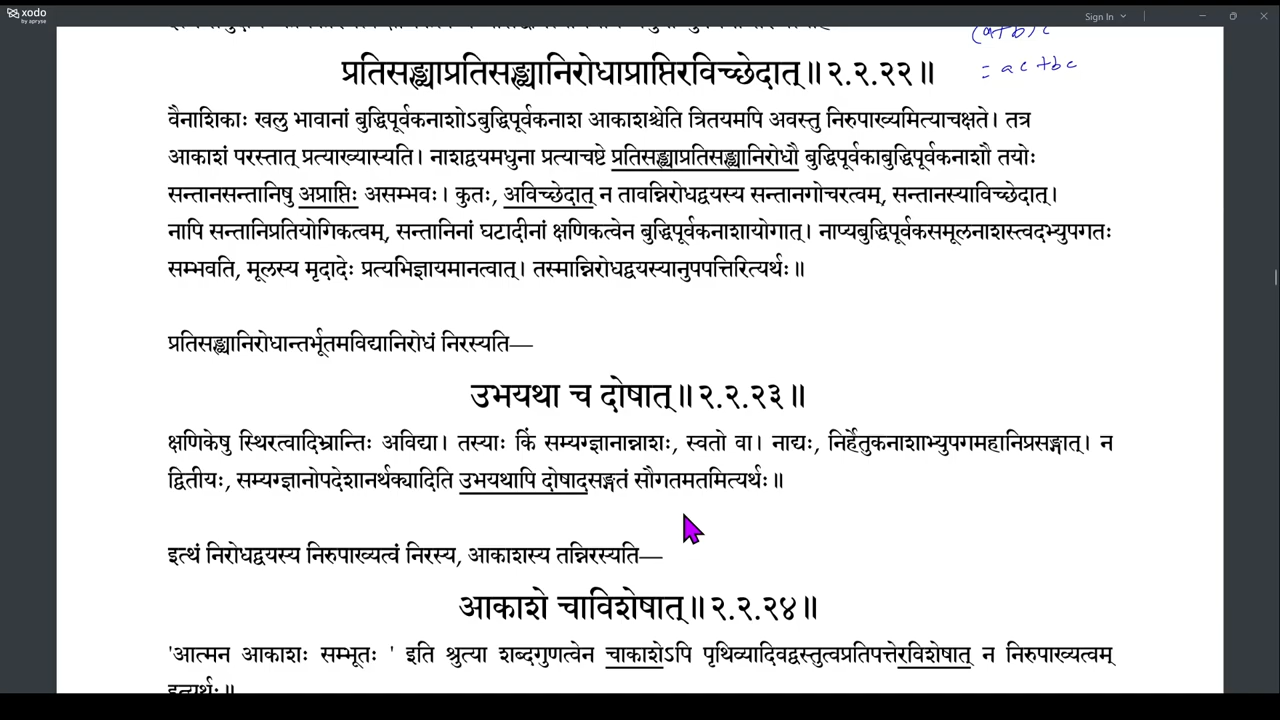 xodo
by apryse
Sign In
(a+b) c
= ac + bc
प्रतिसङ्ख्याप्रतिसङ्ख्यानिरोधाप्राप्तिरविच्छेदात्॥ २.२.२२॥
वैनाशिकाः खलु भावानां बुद्धिपूर्वकनाशोऽबुद्धिपूर्वकनाश आकाशश्चेति त्रितयमपि अवस्तु निरुपाख्यमित्याचक्षते। तत्र
आकाशं परस्तात् प्रत्याख्यास्यति। नाशद्वयमधुना प्रत्याचष्टे प्रतिसङ्ख्याप्रतिसङ्ख्यानिरोधौ बुद्धिपूर्वकाबुद्धिपूर्वकनाशौ तयोः
सन्तानसन्तानिषु अप्राप्तिः असम्भवः। कुतः, अविच्छेदात् न तावन्निरोधद्वयस्य सन्तानगोचरत्वम्, सन्तानस्याविच्छेदात्।
नापि सन्तानिप्रतियोगिकत्वम्, सन्तानिनां घटादीनां क्षणिकत्वेन बुद्धिपूर्वकनाशायोगात्। नाप्यबुद्धिपूर्वकसमूलनाशस्त्वदभ्युपगतः
सम्भवति, मूलस्य मृदादेः प्रत्यभिज्ञायमानत्वात्। तस्मान्निरोधद्वयस्यानुपपत्तिरित्यर्थः॥
प्रतिसङ्ख्यानिरोधान्तर्भूतमविद्यानिरोधं निरस्यति—
उभयथा च दोषात्॥ २.२.२३॥
क्षणिकेषु स्थिरत्वादिभ्रान्तिः अविद्या। तस्याः किं सम्यग्ज्ञानान्नाशः, स्वतो वा। नाद्यः, निर्हेतुकनाशाभ्युपगमहानिप्रसङ्गात्। न
द्वितीयः, सम्यग्ज्ञानोपदेशानर्थक्यादिति उभयथापि दोषादसङ्गतं सौगतमतमित्यर्थः॥
इत्थं निरोधद्वयस्य निरुपाख्यत्वं निरस्य, आकाशस्य तन्निरस्यति—
आकाशे चाविशेषात्॥ २.२.२४॥
'आत्मन आकाशः सम्भूतः ' इति श्रुत्या शब्दगुणत्वेन चाकाशेऽपि पृथिव्यादिवद्वस्तुत्वप्रतिपत्तेरविशेषात् न निरुपाख्यत्वम्
इत्यर्थः॥